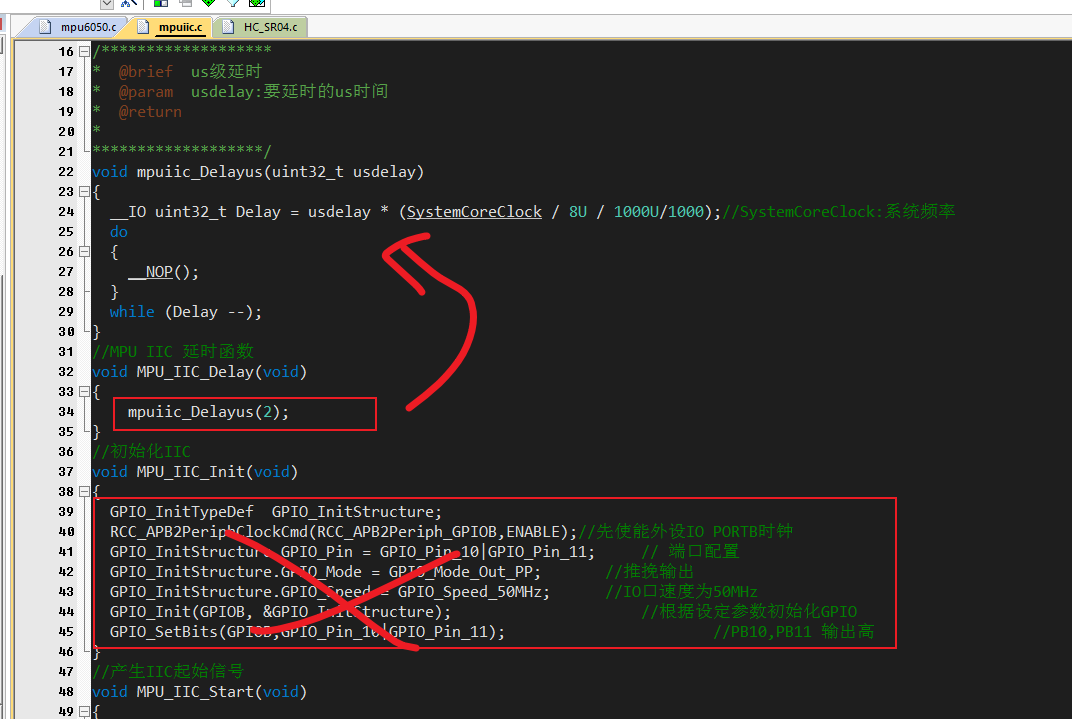 mpu6050.c mpuiic.c HC_SR04.c
16 /*******************
17 * @brief us级延时
18 * @param usdelay:要延时的us时间
19 * @return
20 *
21 *******************/
22 void mpuiic_Delayus(uint32_t usdelay)
23 {
24 __IO uint32_t Delay = usdelay * (SystemCoreClock / 8U / 1000U/1000);//SystemCoreClock:系统频率
25 do
26 {
27 __NOP();
28 }
29 while (Delay --);
30 }
31 //MPU IIC 延时函数
32 void MPU_IIC_Delay(void)
33 {
34 mpuiic_Delayus(2);
35 }
36 //初始化IIC
37 void MPU_IIC_Init(void)
38 {
39 GPIO_InitTypeDef GPIO_InitStructure;
40 RCC_APB2PeriphClockCmd(RCC_APB2Periph_GPIOB,ENABLE);//先使能外设IO PORTB时钟
41 GPIO_InitStructure.GPIO_Pin = GPIO_Pin_10|GPIO_Pin_11; // 端口配置
42 GPIO_InitStructure.GPIO_Mode = GPIO_Mode_Out_PP; //推挽输出
43 GPIO_InitStructure.GPIO_Speed = GPIO_Speed_50MHz; //IO口速度为50MHz
44 GPIO_Init(GPIOB, &GPIO_InitStructure); //根据设定参数初始化GPIO
45 GPIO_SetBits(GPIOB,GPIO_Pin_10|GPIO_Pin_11); //PB10,PB11 输出高
46 }
47 //产生IIC起始信号
48 void MPU_IIC_Start(void)
49 {